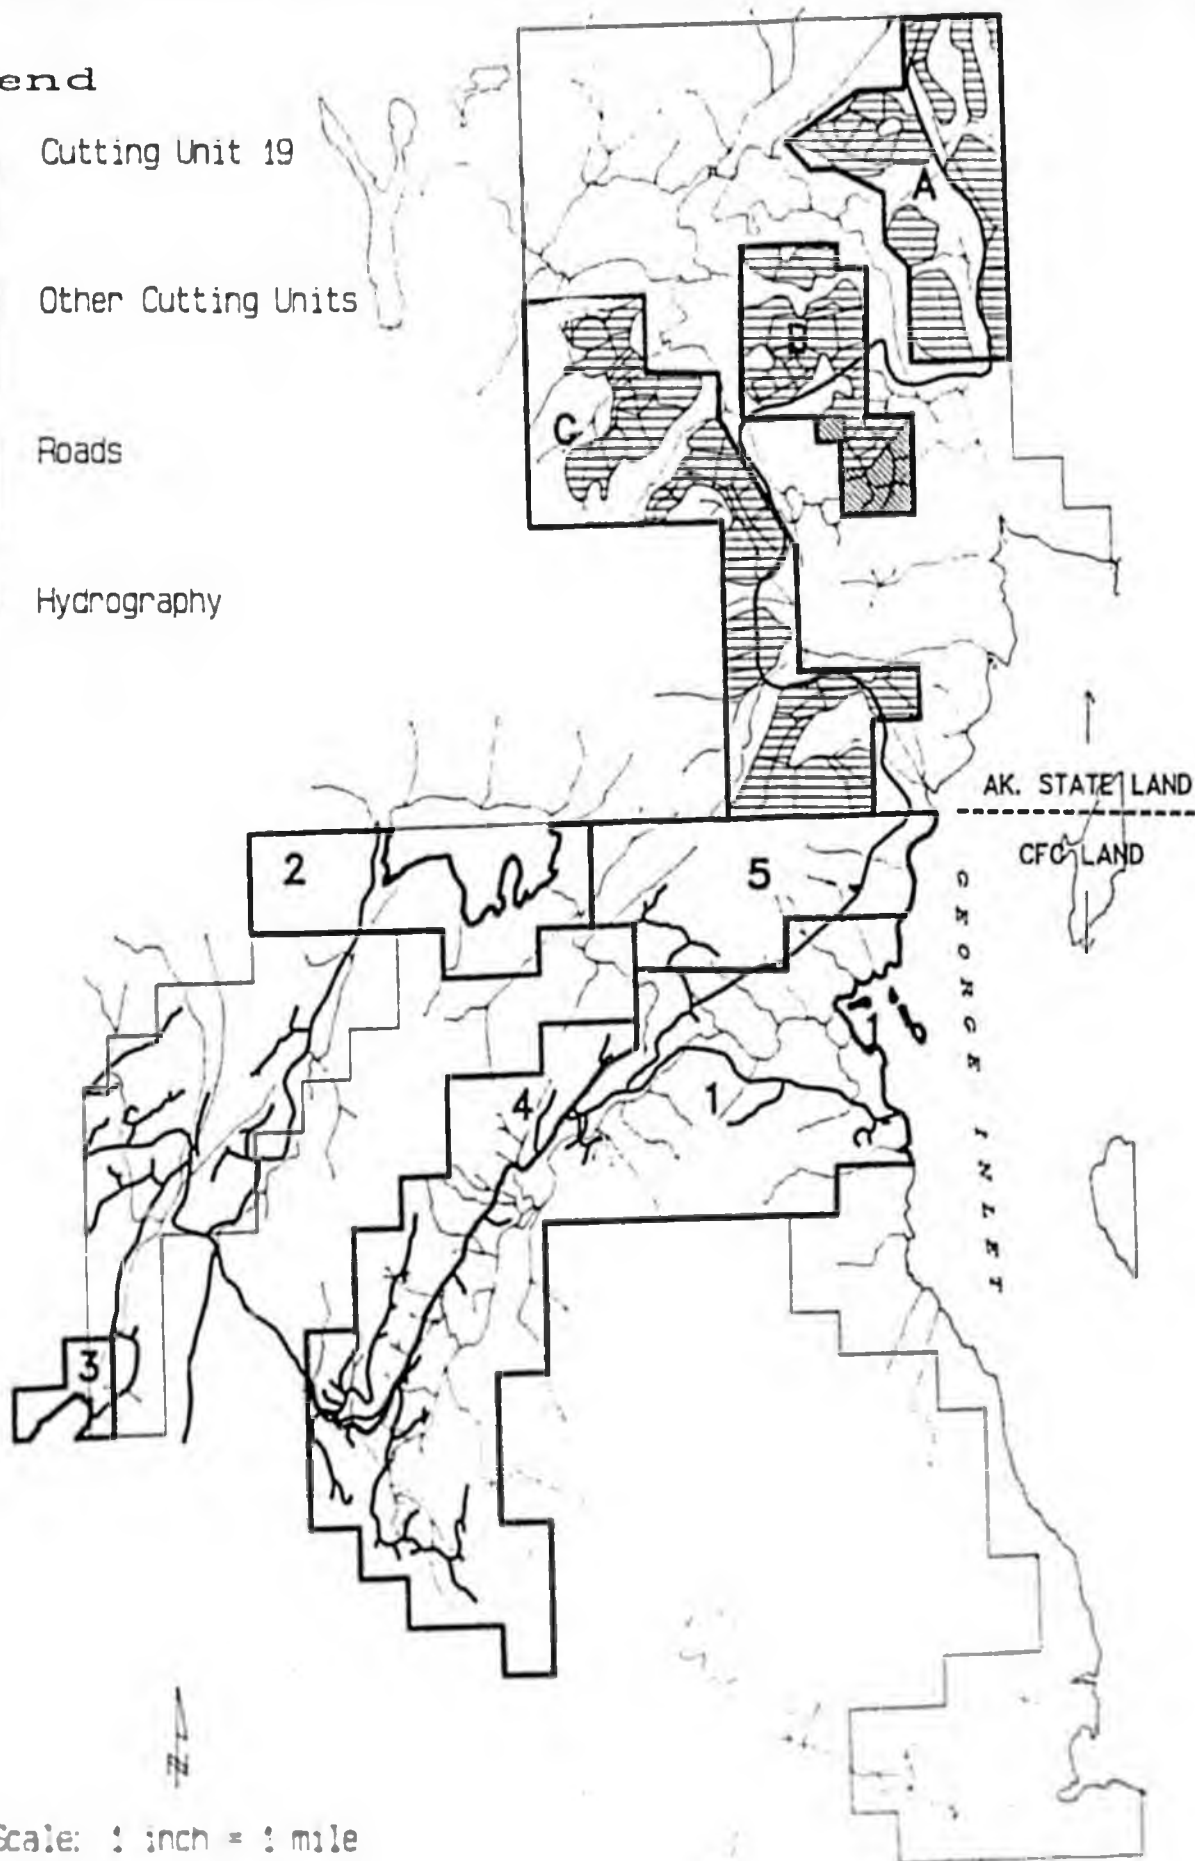 end
Cutting Unit 19
Other Cutting Units
Roads
Hydrography
A
B
C
AK. STATE LAND
CFG LAND
2
5
GEORGE INLET
4
1
3
N
Scale: 1 inch = 1 mile